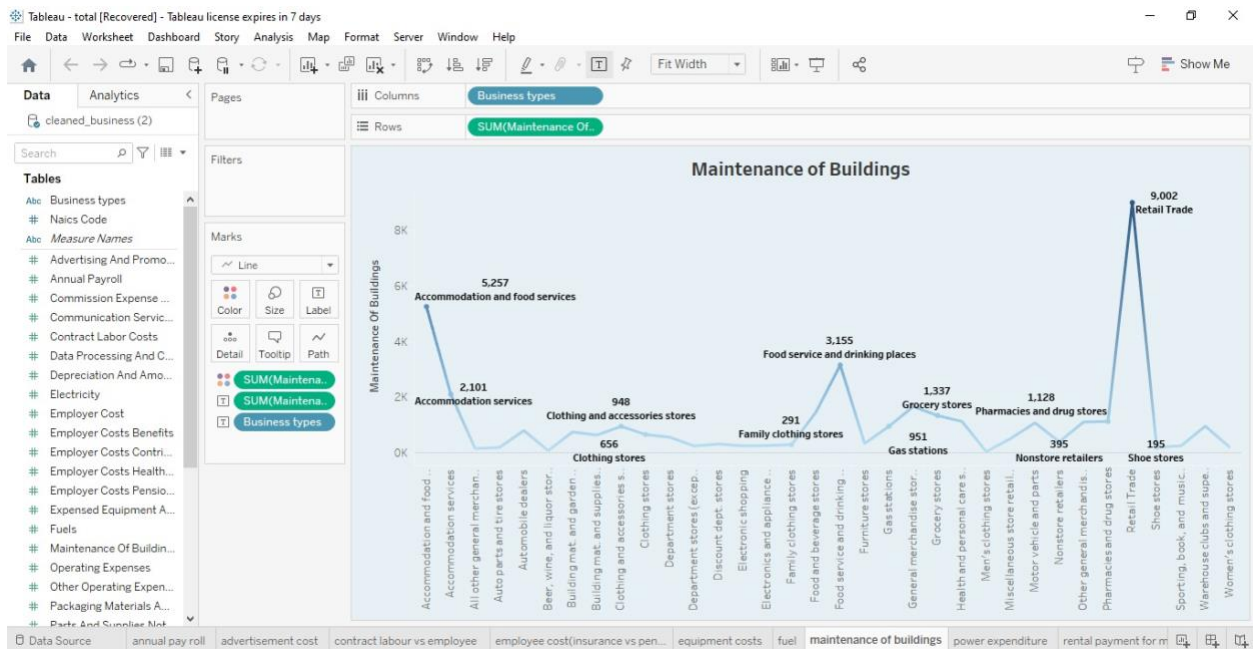 Tableau - total [Recovered] - Tableau license expires in 7 days
File Data Worksheet Dashboard Story Analysis Map Format Server Window Help
Fit Width
Show Me
Data Analytics
cleaned_business (2)
Search
Tables
Abc Business types
# Naics Code
Abc Measure Names
# Advertising And Promo...
# Annual Payroll
# Commission Expense ...
# Communication Servic...
# Contract Labor Costs
# Data Processing And C...
# Depreciation And Amo...
# Electricity
# Employer Cost
# Employer Costs Benefits
# Employer Costs Contri...
# Employer Costs Health...
# Employer Costs Pensio...
# Expensed Equipment A...
# Fuels
# Maintenance Of Buildin...
# Operating Expenses
# Other Operating Expen...
# Packaging Materials A...
# Parts And Supplies Not...
Pages
Filters
Marks
Line
Color Size Label
Detail Tooltip Path
SUM(Maintena..
SUM(Maintena..
Business types
Columns Business types
Rows SUM(Maintenance Of..
Maintenance of Buildings
Maintenance Of Buildings
8K
6K
4K
2K
0K
5,257
Accommodation and food services
2,101
Accommodation services
948
Clothing and accessories stores
656
Clothing stores
291
Family clothing stores
3,155
Food service and drinking places
951
Gas stations
1,337
Grocery stores
1,128
Pharmacies and drug stores
395
Nonstore retailers
9,002
Retail Trade
195
Shoe stores
Accommodation and food ..
Accommodation services
All other general merchan..
Auto parts and tire stores
Automobile dealers
Beer, wine, and liquor stor..
Building mat. and garden ..
Building mat. and supplies..
Clothing and accessories s..
Clothing stores
Department stores
Department stores (excep..
Discount dept. stores
Electronic shopping
Electronics and appliance ..
Family clothing stores
Food and beverage stores
Food service and drinking ..
Furniture stores
Gas stations
General merchandise stor..
Grocery stores
Health and personal care s..
Men's clothing stores
Miscellaneous store retail..
Motor vehicle and parts
Nonstore retailers
Other general merchandis..
Pharmacies and drug stores
Retail Trade
Shoe stores
Sporting, book, and music..
Warehouse clubs and supe..
Women's clothing stores
Data Source annual pay roll advertisement cost contract labour vs employee employee cost(insurance vs pen... equipment costs fuel maintenance of buildings power expenditure rental payment for m